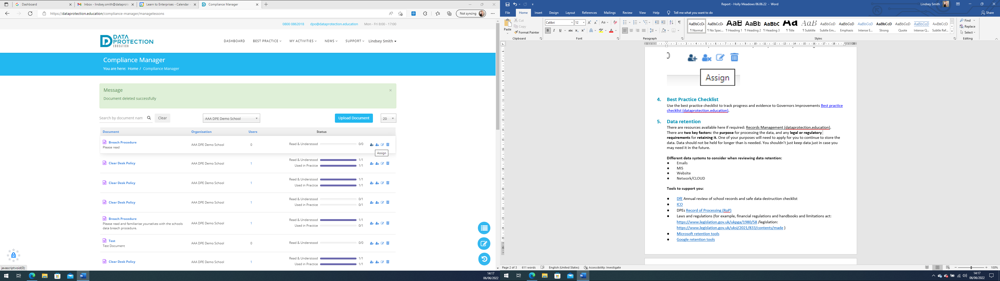 Dashboard
Inbox - lindsey.smith@dataprote
Learn to Enterprises - Calendar -
Compliance Manager
https://dataprotection.education/compliance-manager/managelessons
Not syncing
0800 0862018 dpo@dataprotection.education Mon - Fri 8:00 - 17:00
DATA
PROTECTION
EDUCATION
DASHBOARD BEST PRACTICE MY ACTIVITIES NEWS SUPPORT Lindsey Smith
Compliance Manager
You are here: Home / Compliance Manager
Message
Document deleted successfully
Search by document nam Clear AAA DPE Demo School Upload Document 20
Document Organisation Users Status
Breach Procedure
Please read
AAA DPE Demo School 0 Read & Understood 0/0
Assign
Clear Desk Policy AAA DPE Demo School 1
Read & Understood 1/1
Used in Practice 1/1
Clear Desk Policy AAA DPE Demo School 1
Read & Understood 1/1
Used in Practice 1/1
Clear Desk Policy AAA DPE Demo School 1
Read & Understood 0/1
Used in Practice 0/1
Breach Procedure
Please read and familiarise yourselves with the schools
data breach procedure.
AAA DPE Demo School 1
Read & Understood 1/1
Used in Practice 0/1
Test
Test Document
AAA DPE Demo School 0 Read & Understood 0/0
Clear Desk Policy AAA DPE Demo School 1
Read & Understood 1/1
Used in Practice 1/1
javascript:void(0);
14:17
06/06/2022
Report - Holly Meadows 06.06.22 - Word
Lindsey Smith
File Home Insert Design Layout References Mailings Review View Help Tell me what you want to do Share
Paste
Cut
Copy
Format Painter
Clipboard
Calibri 12
Font
Paragraph
AaBbCcDc AaBbCcDc AaB AaBb AaBbC AaB AaB AaBbCcD AaBbCcD AaBbCcD AaBbCcD AaBbCcD AaBbCcD AABBCCD
¶ Normal ¶ No Spac... ¶ Heading 1 ¶ Heading 2 ¶ Heading 3 ¶ Title ¶ Subtitle Subtle Em... Emphasis Intense E... Strong Quote Intense Q... Subtle Ref...
Styles
Find
Replace
Select
Editing
Assign
4. Best Practice Checklist
Use the best practice checklist to track progress and evidence to Governors improvements Best practice
checklist (dataprotection.education).
5. Data retention
There are resources available here if required: Records Management (dataprotection.education).
There are two key factors: the purpose for processing the data, and any legal or regulatory
requirements for retaining it. One of your purposes will need to apply for you to continue to store the
data. Data should not be held for longer than is needed. You shouldn't just keep data just in case you
may need it in the future.
Different data systems to consider when reviewing data retention:
● Emails
● MIS
● Website
● Network/CLOUD
Tools to support you:
● DfE Annual review of school records and safe data destruction checklist
● ICO
● DPEs Record of Processing (RoP)
● Laws and regulations (for example, financial regulations and handbooks and limitations act:
https://www.legislation.gov.uk/ukpga/1980/58 /legislation:
https://www.legislation.gov.uk/uksi/2021/833/contents/made )
● Microsoft retention tools
● Google retention tools
Page 2 of 3 611 words English (United States) Accessibility: Investigate 100%
14:17
06/06/2022